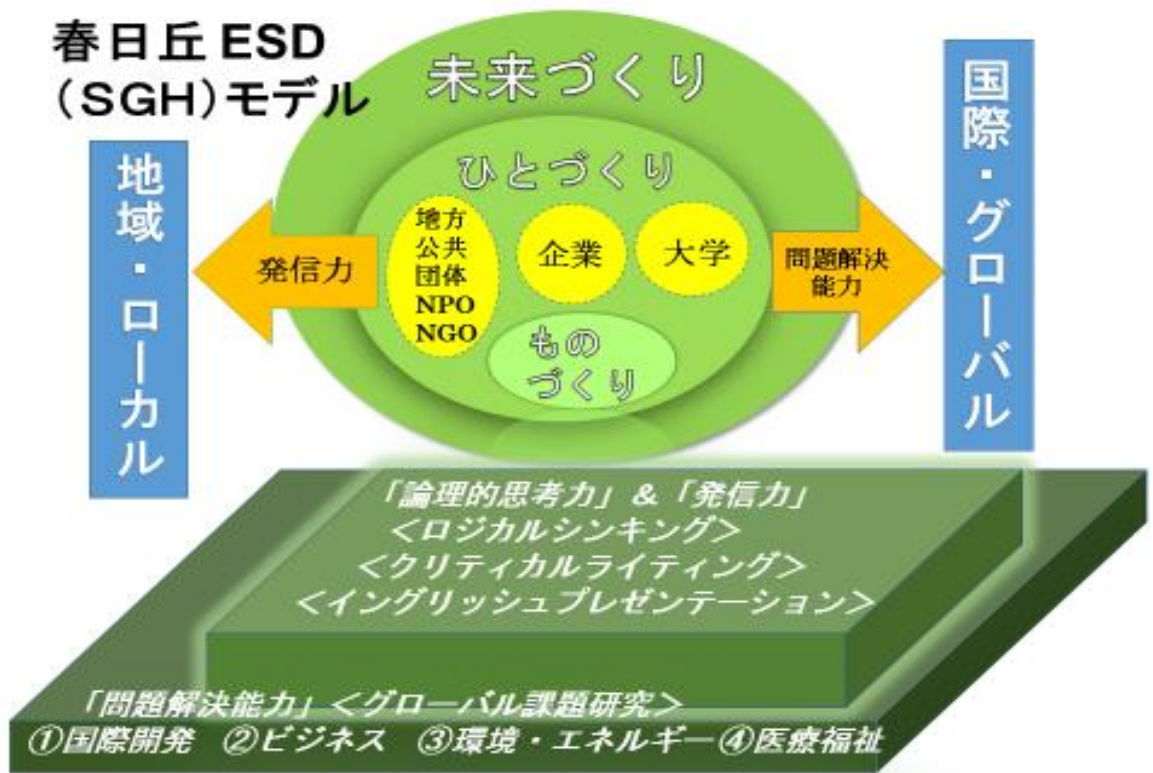 春日丘 ESD
（SGH）モデル
未来づくり
ひとづくり
地域・ローカル
発信力
地方
公共
団体
NPO
NGO
企業
大学
もの
づくり
問題解決
能力
国際・グローバル
「論理的思考力」＆「発信力」
＜ロジカルシンキング＞
＜クリティカルライティング＞
＜イングリッシュプレゼンテーション＞
「問題解決能力」＜グローバル課題研究＞
①国際開発　②ビジネス　③環境・エネルギー④医療福祉